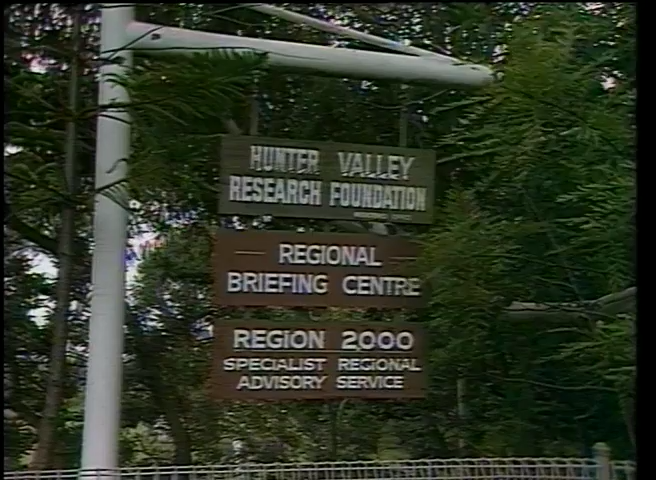 HUNTER VALLEY
RESEARCH FOUNDATION
— REGIONAL —
BRIEFING CENTRE
REGION 2000
SPECIALIST REGIONAL
ADVISORY SERVICE